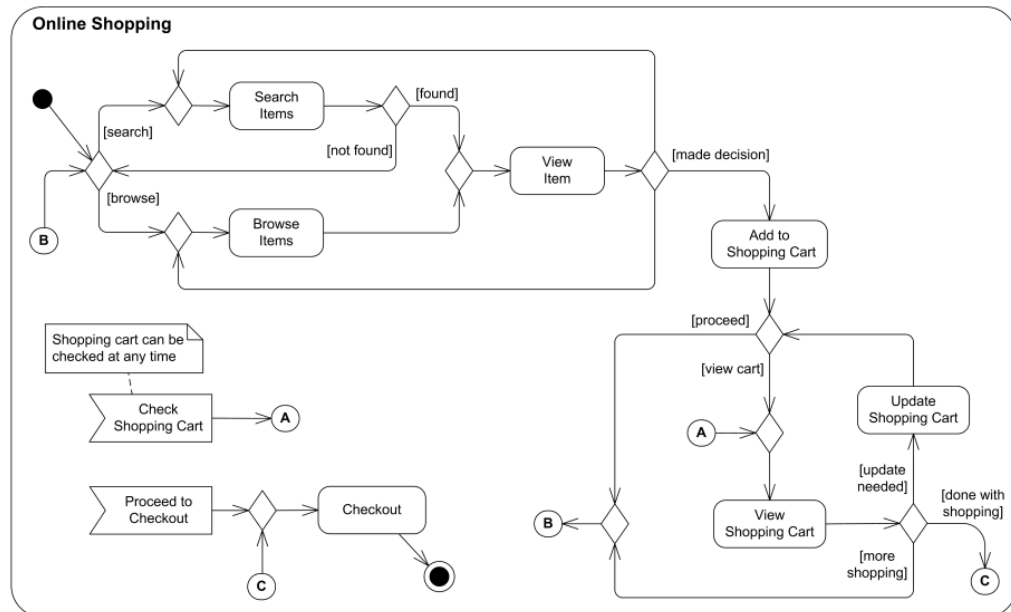 Online Shopping
Search
Items
[found]
[search]
[not found]
[made decision]
View
Item
[browse]
B
Browse
Items
Add to
Shopping Cart
[proceed]
Shopping cart can be
checked at any time
[view cart]
Check
Shopping Cart
A
A
Update
Shopping Cart
[update
needed]
[done with
shopping]
Proceed to
Checkout
Checkout
B
View
Shopping Cart
[more
shopping]
C
C